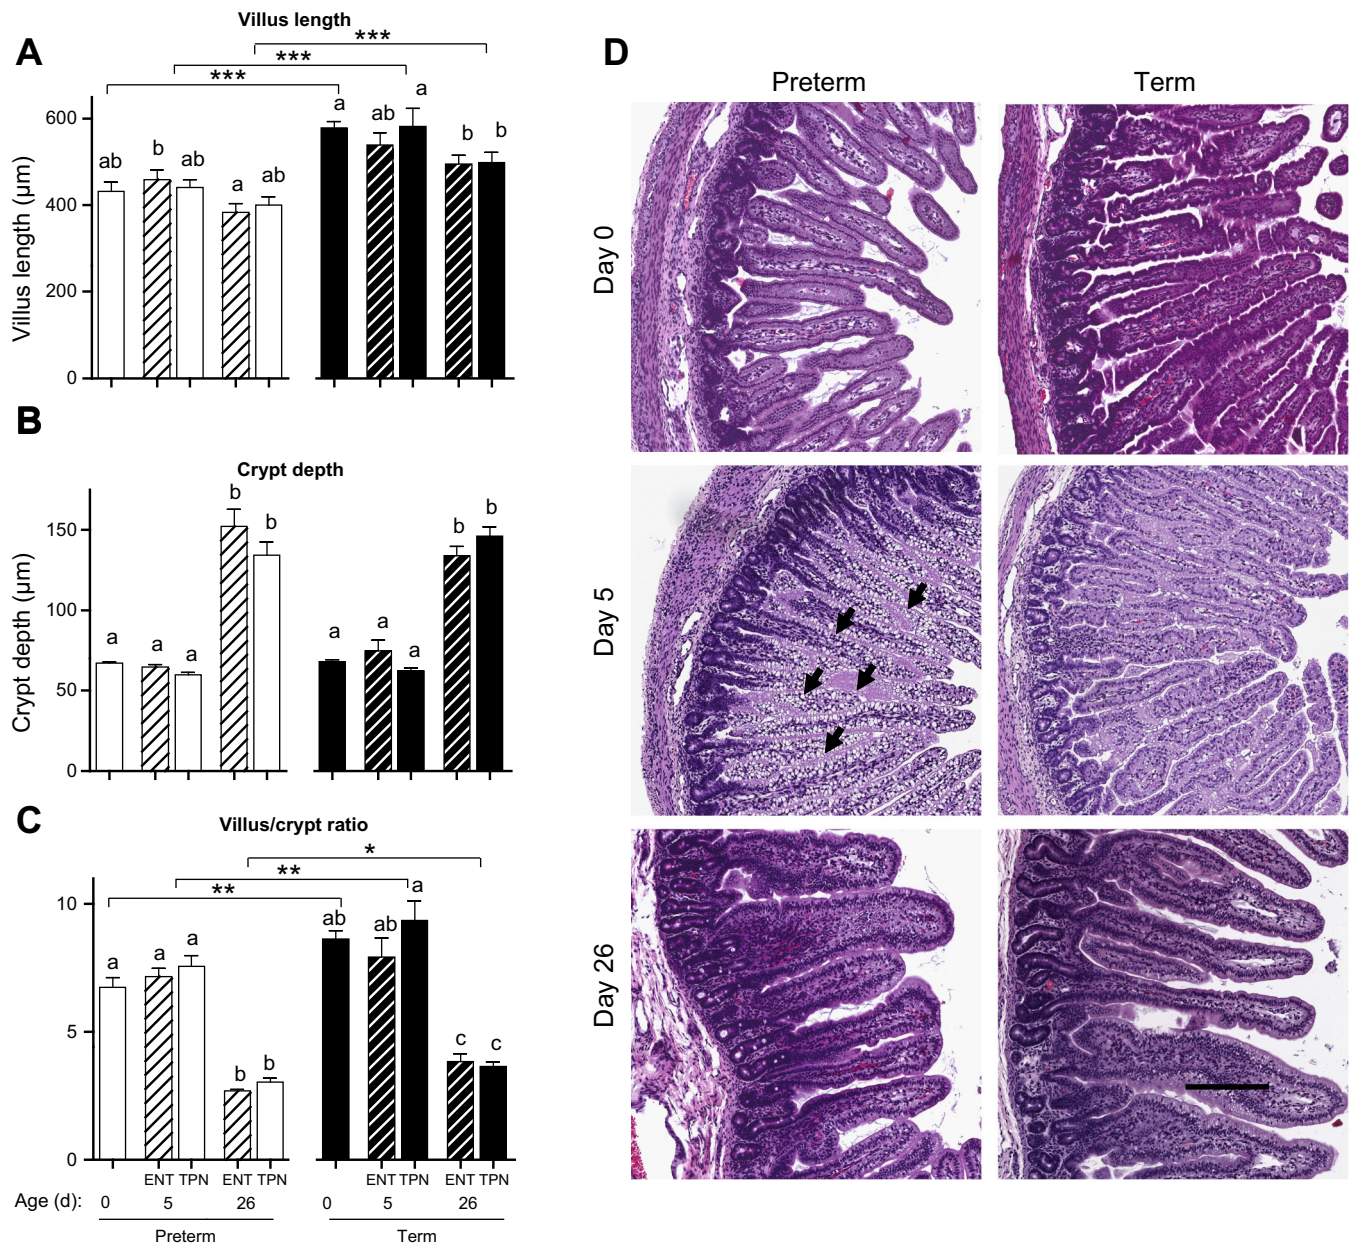 A
Villus length
***
***
***
Villus length (µm)
600
400
200
0
ab
b
ab
a
ab
a
ab
a
b
b
B
Crypt depth
Crypt depth (µm)
150
100
50
0
a
a
a
b
b
a
a
a
b
b
C
Villus/crypt ratio
*
**
**
10
5
0
a
a
a
b
b
ab
ab
a
c
c
ENT TPN ENT TPN ENT TPN ENT TPN
Age (d): 0 5 26 0 5 26
Preterm Term
D
Preterm Term
Day 0
Day 5
Day 26